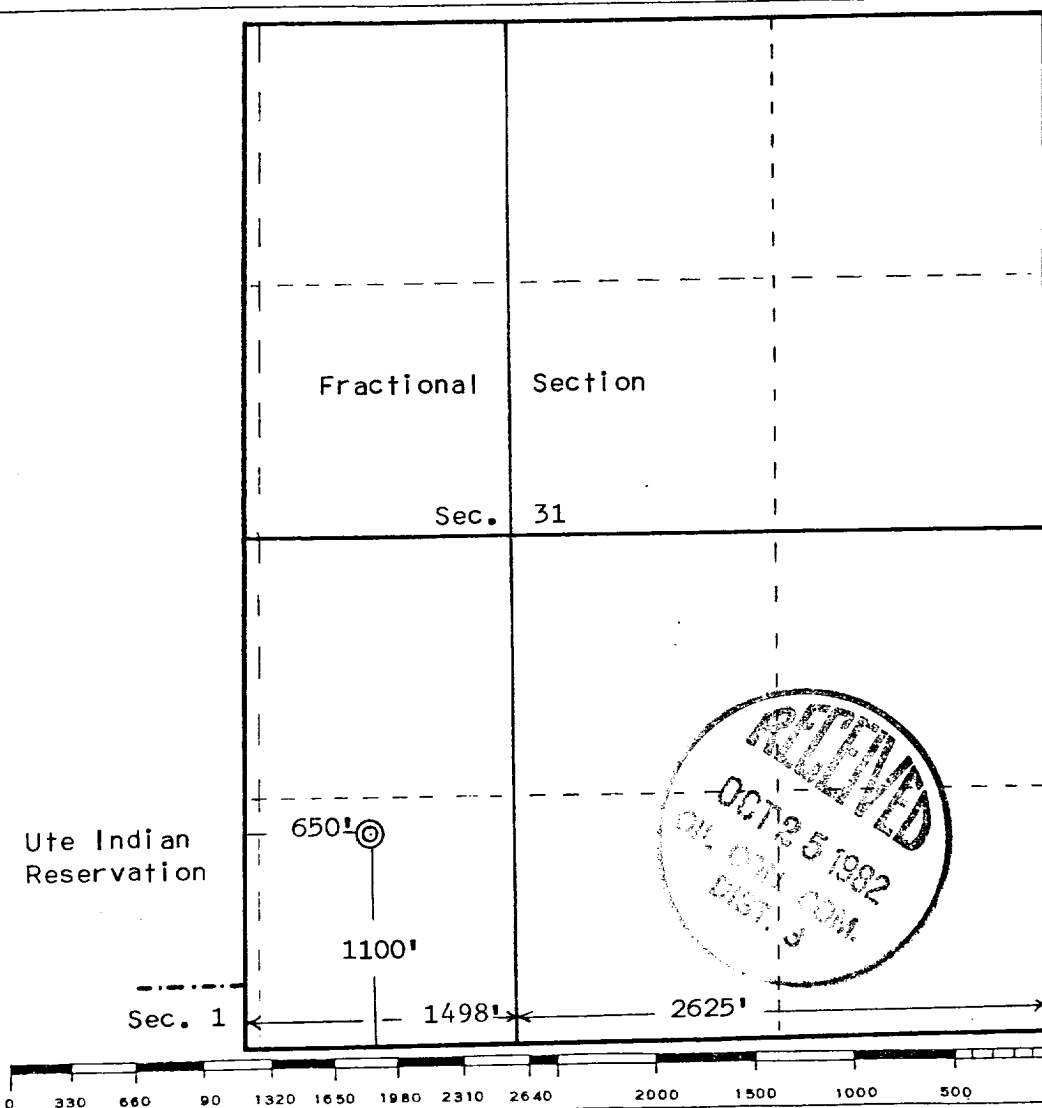 Fractional Section
Sec. 31
RECEIVED
OCT 25 1982
OIL CON. COM.
DIST. 3
Ute Indian
Reservation
650'
1100'
Sec. 1
1498'
2625'
0 330 660 90 1320 1650 1980 2310 2640 2000 1500 1000 500